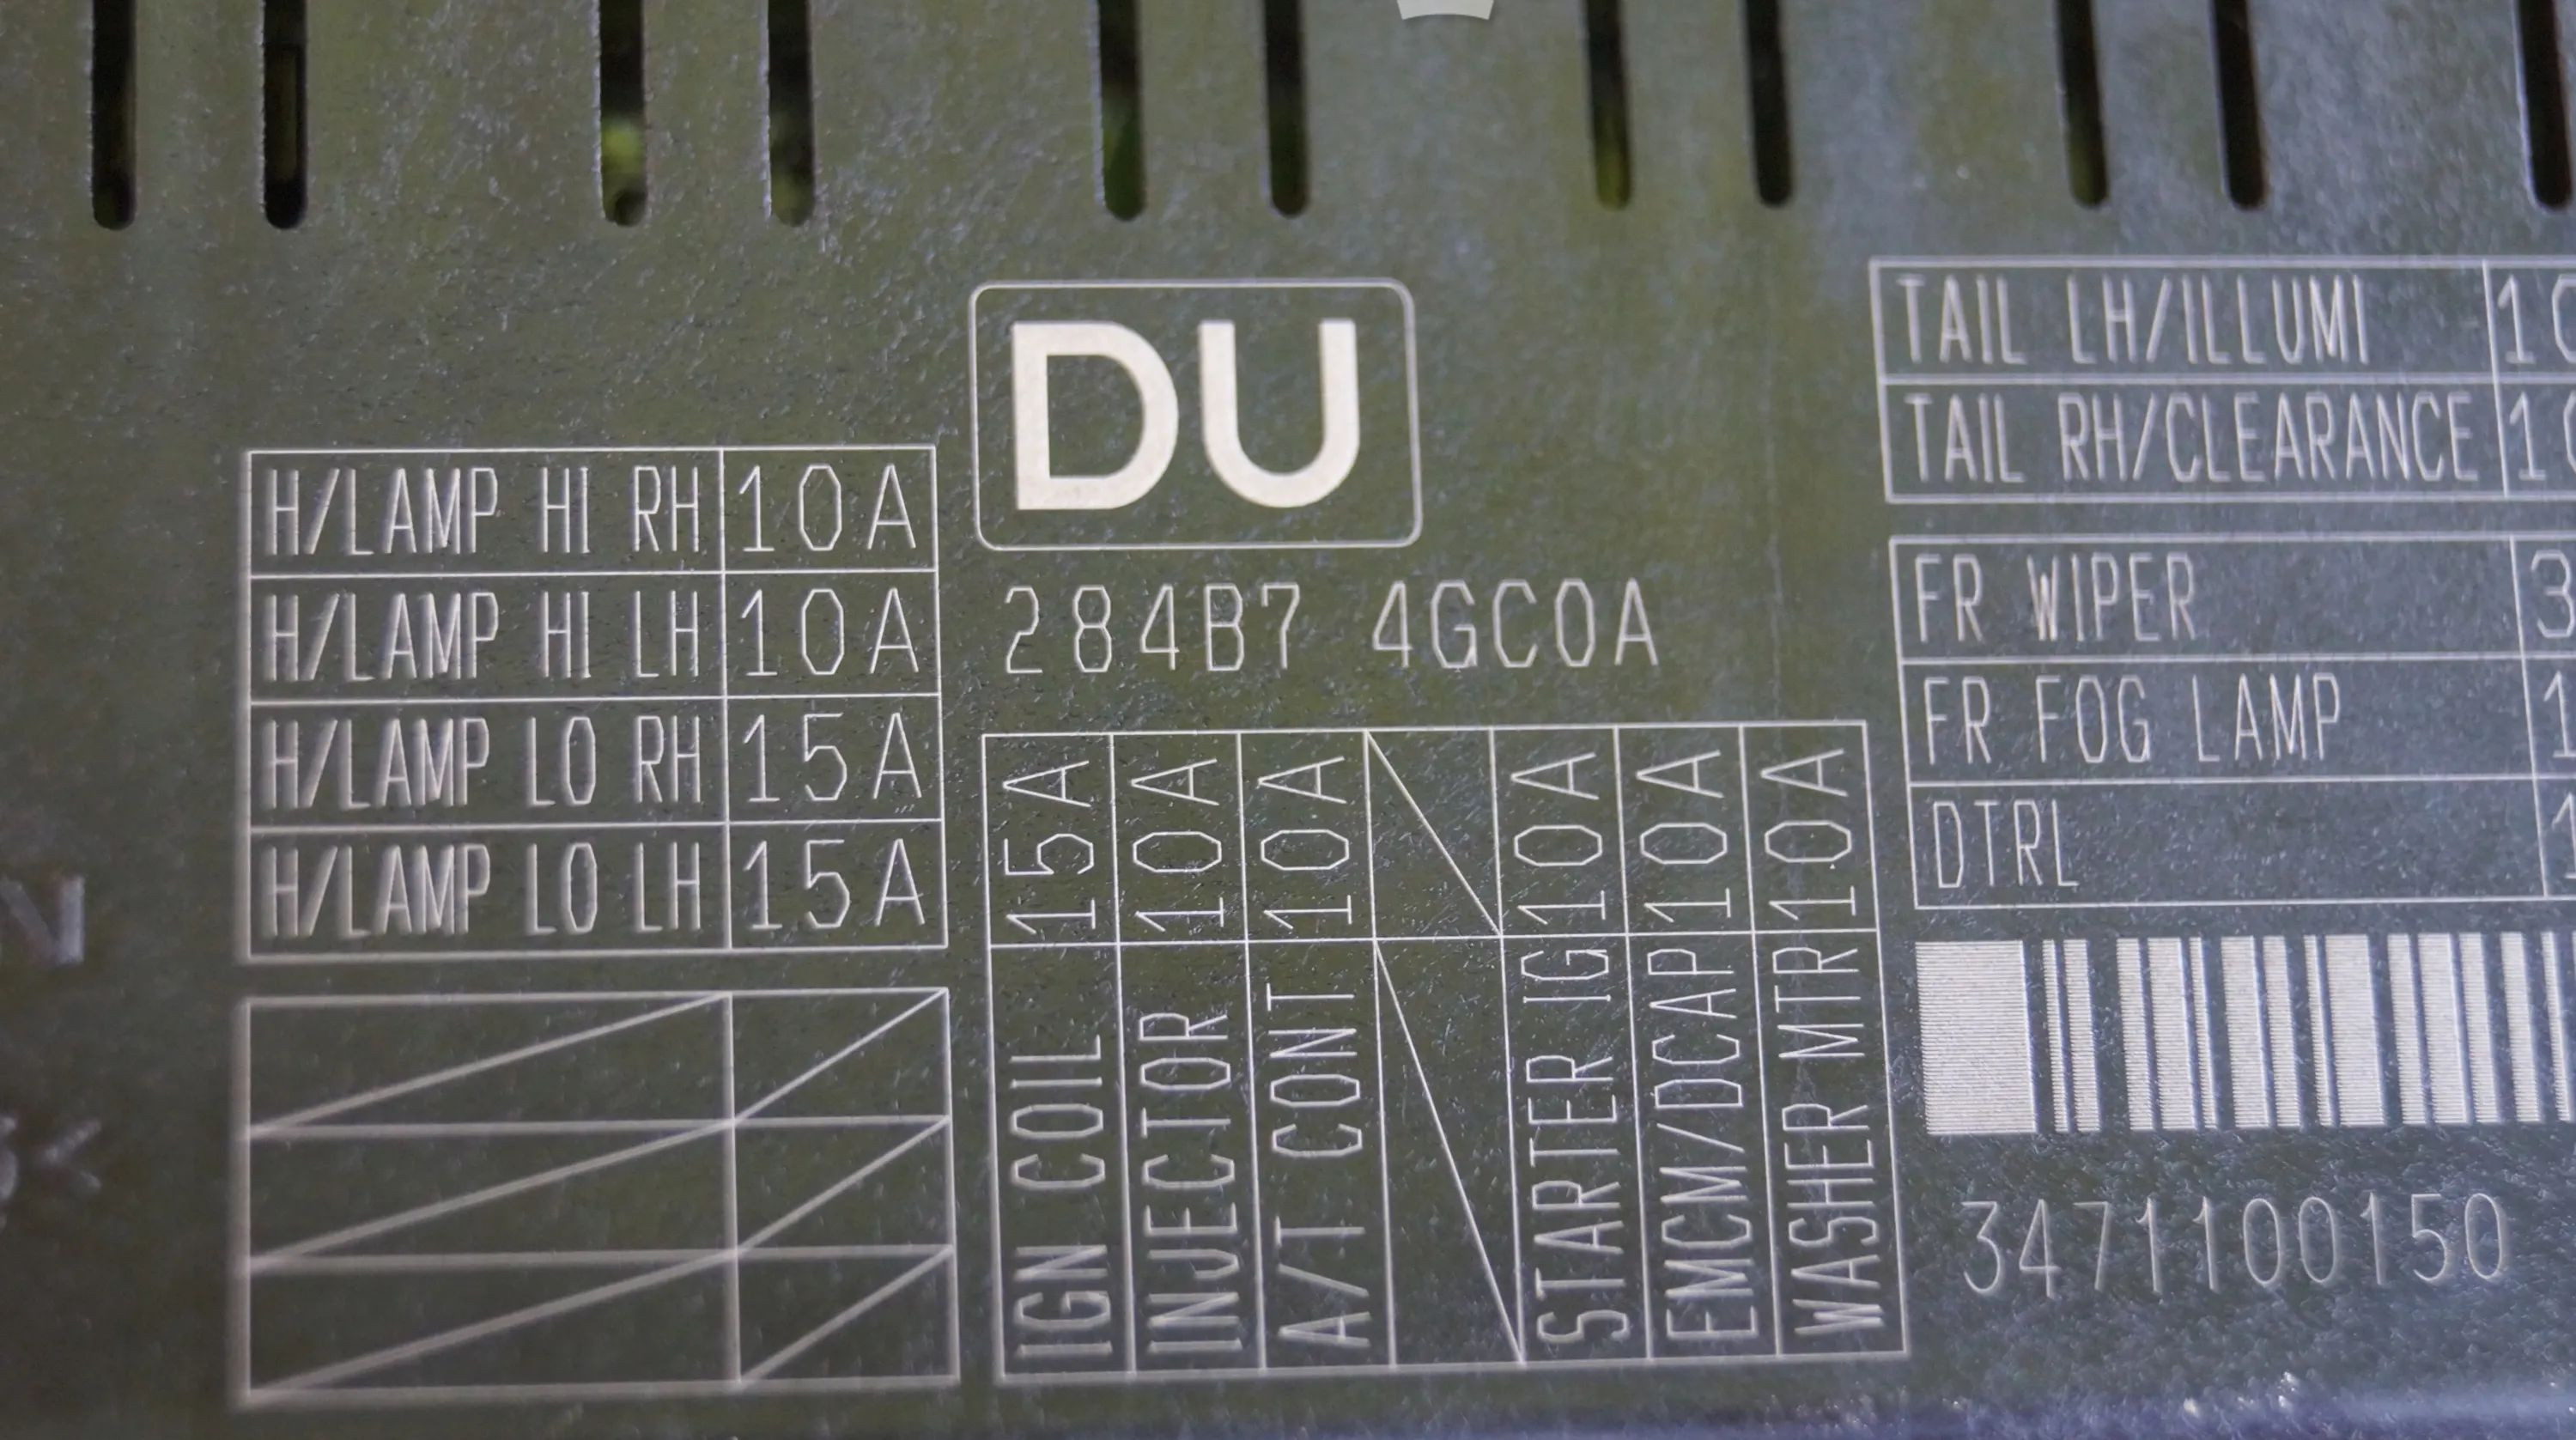 H/LAMP HI RH 10A
H/LAMP HI LH 10A
H/LAMP LO RH 15A
H/LAMP LO LH 15A
DU
284B7 4GC0A
IGN COIL 15A
INJECTOR 10A
A/T CONT 10A
STARTER IG 10A
EMCM/DCAP 10A
WASHER MTR 10A
TAIL LH/ILLUMI
TAIL RH/CLEARANCE
FR WIPER
FR FOG LAMP
DTRL
3471100150